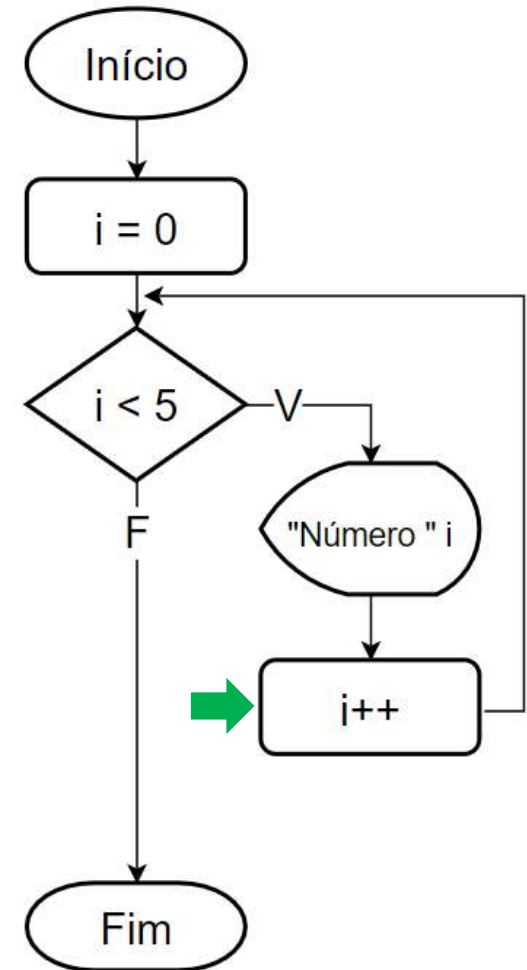 Início
i = 0
i < 5
V
F
"Número " i
i++
Fim